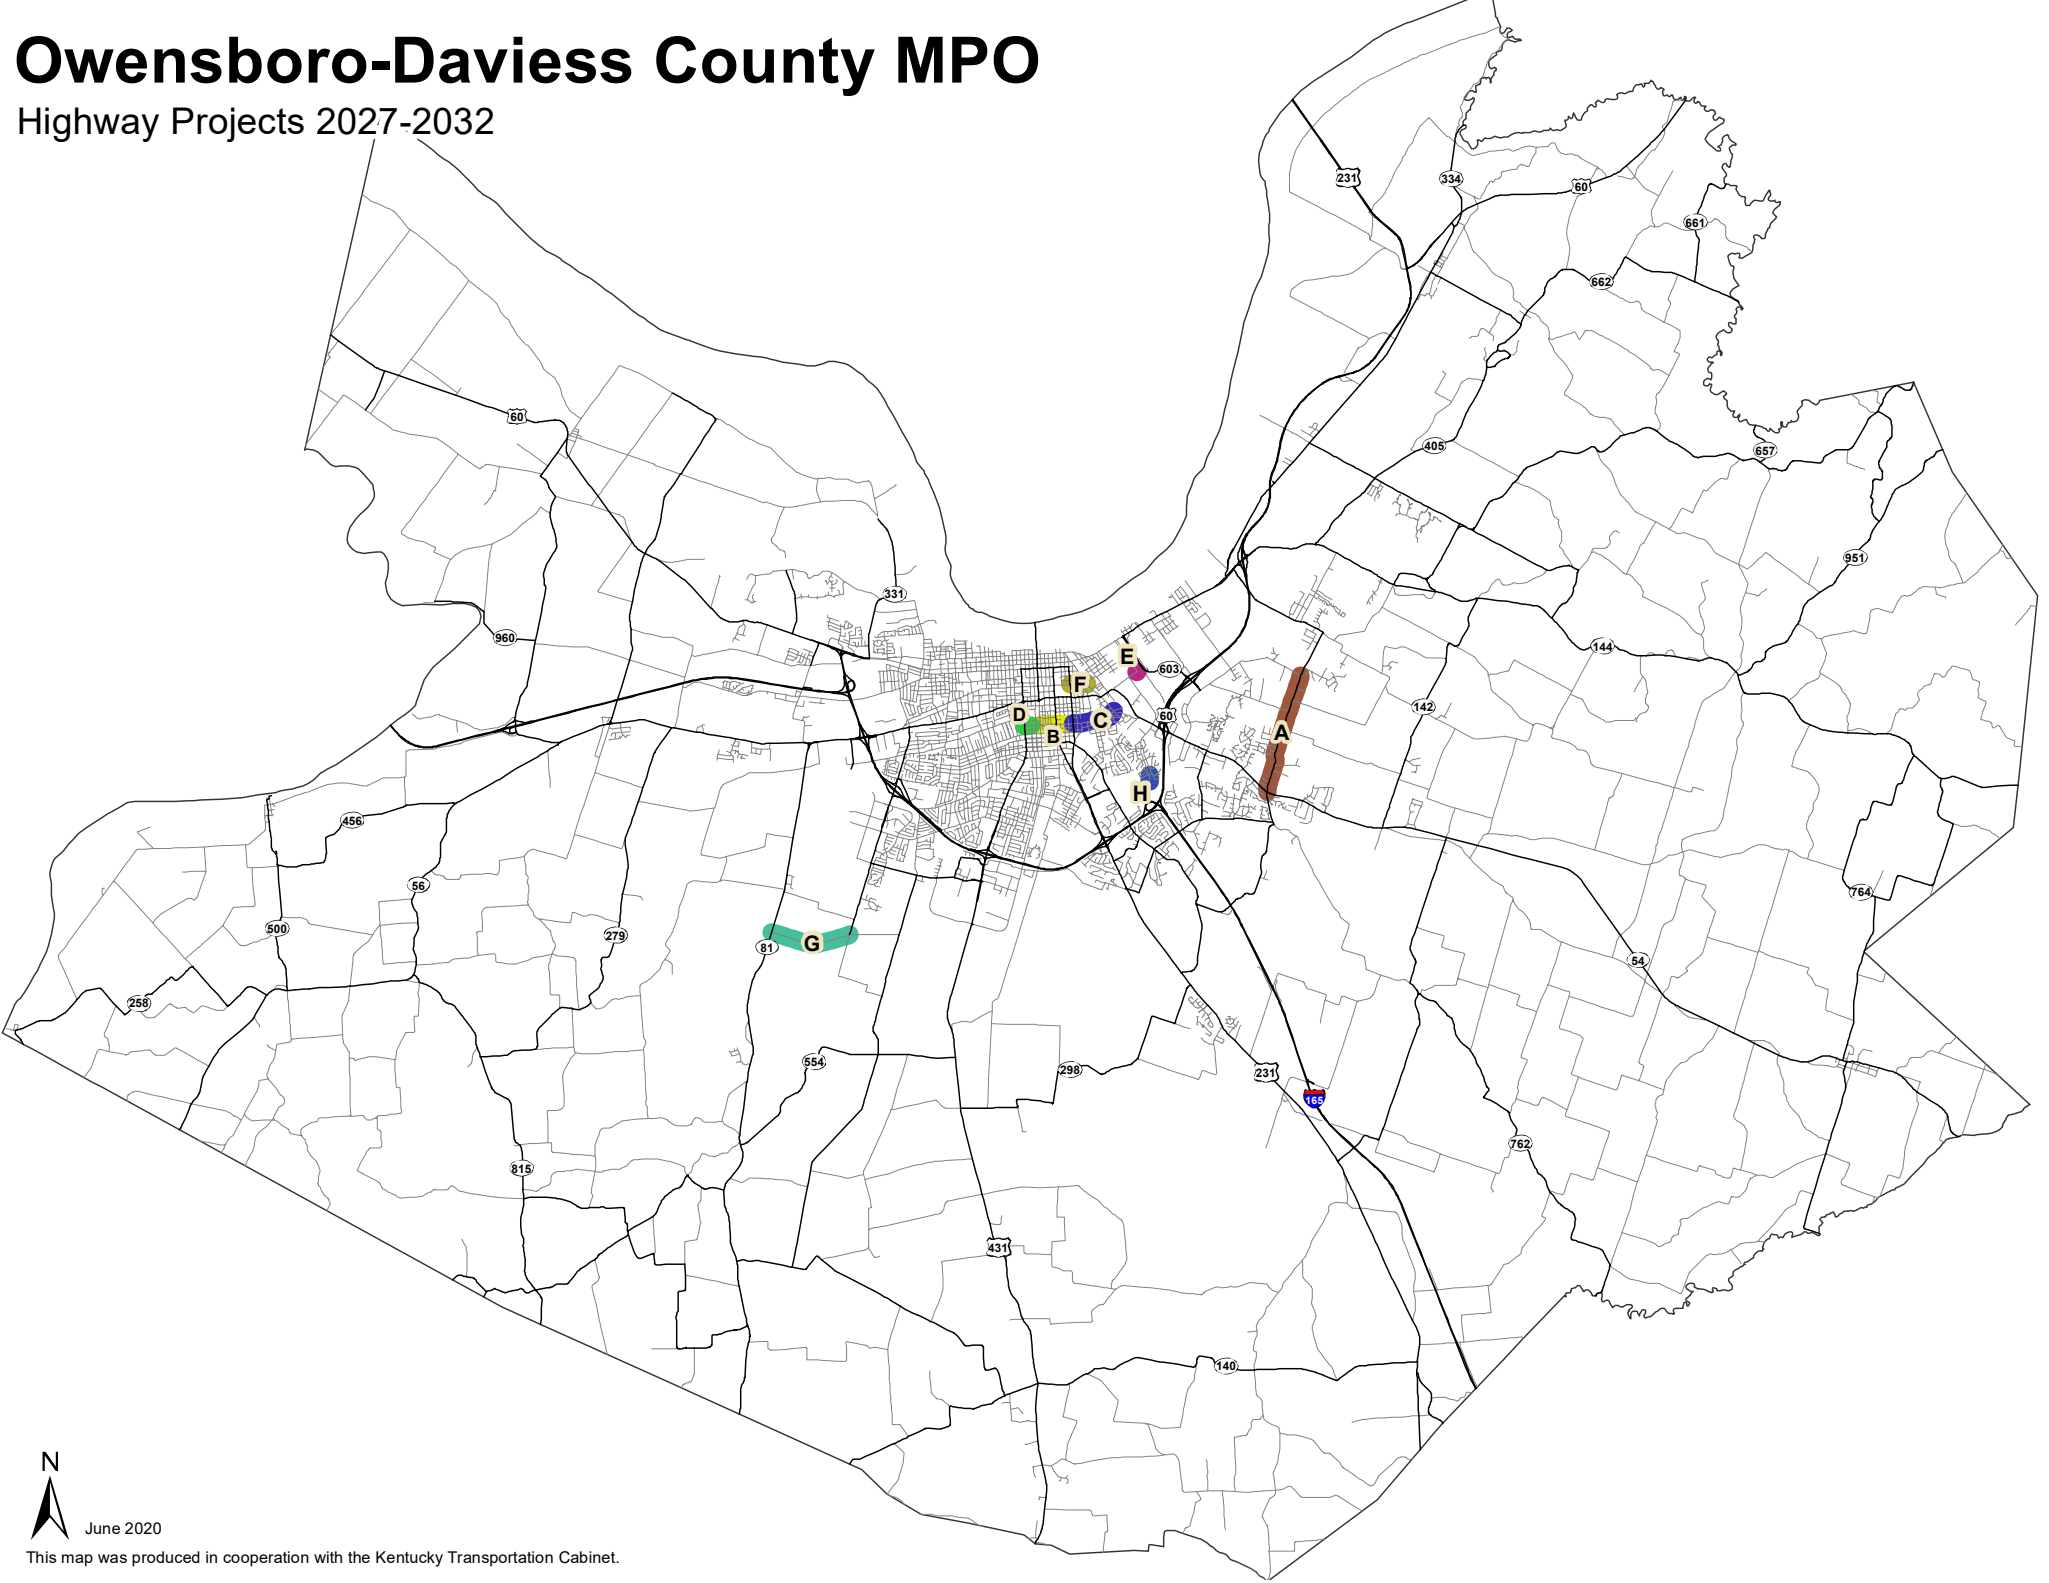 Owensboro-Daviess County MPO
Highway Projects 2027-2032
231
334
60
661
662
60
405
657
951
331
960
144
E
603
F
142
D
C
60
B
A
H
456
56
764
500
279
81
G
54
258
554
298
231
165
762
815
431
140
N
June 2020
This map was produced in cooperation with the Kentucky Transportation Cabinet.